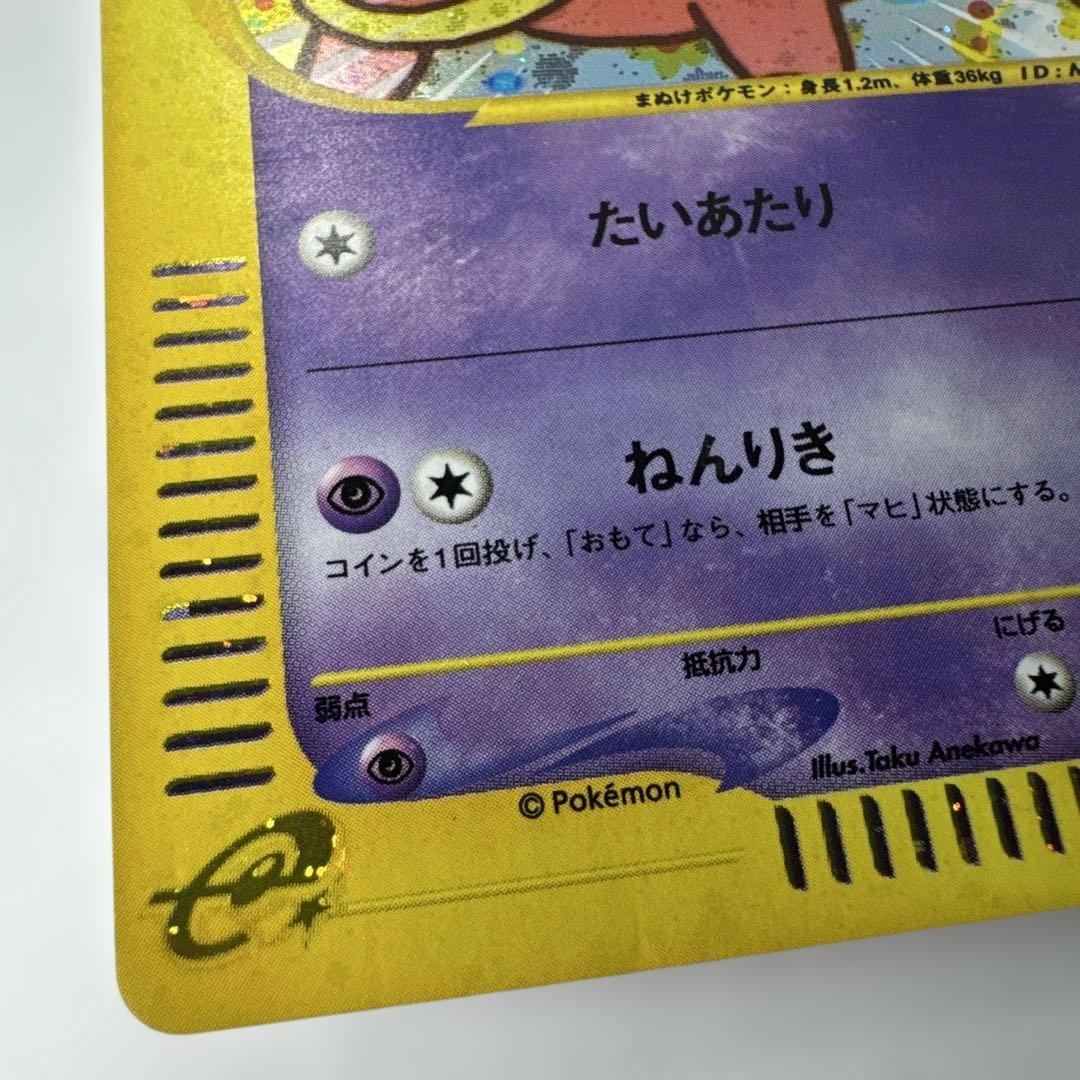 まぬけポケモン：身長1.2m、体重36kg ID：
たいあたり
ねんりき
コインを1回投げ、「おもて」なら、相手を「マヒ」状態にする。
弱点
抵抗力
にげる
Illus.Taku Anekawa
© Pokémon